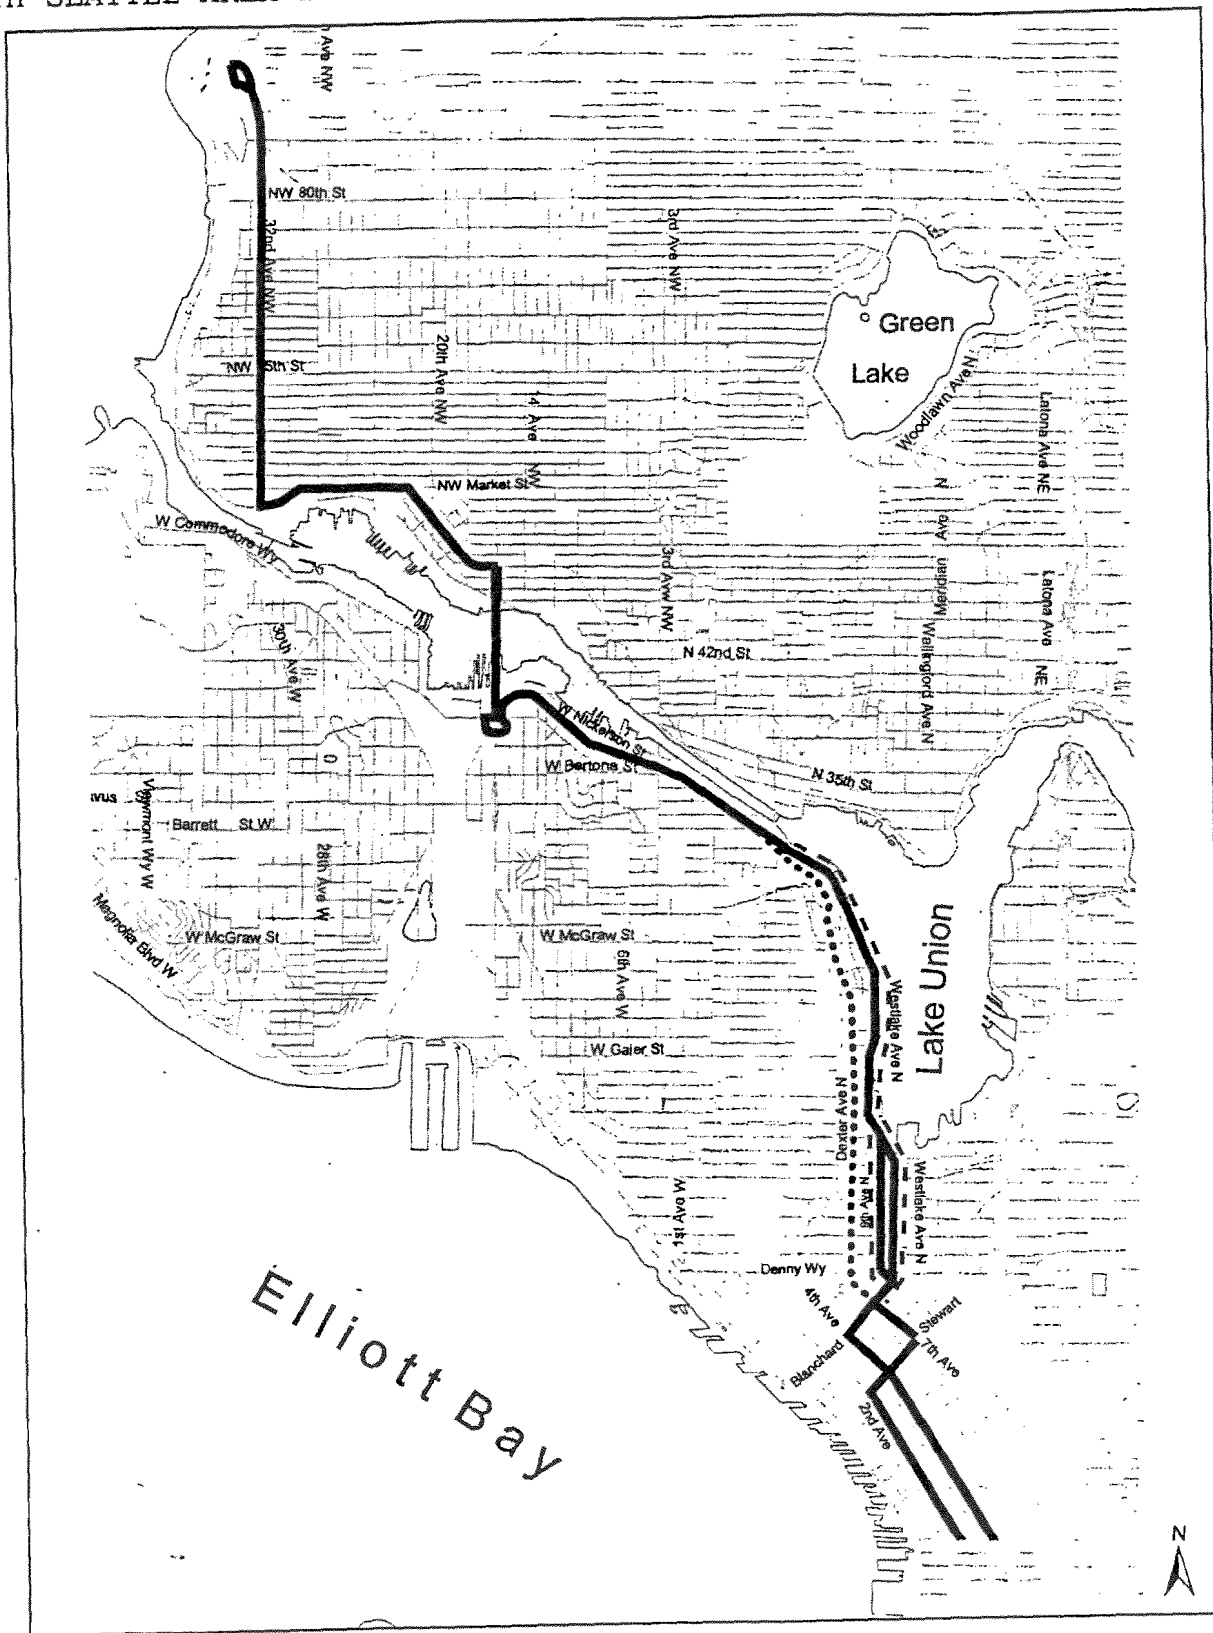 SEATTLE AREA
Ave NW
NW 80th St
32nd Ave NW
3rd Ave NW
Green
Lake
20th Ave NW
NW 5th St
Woodlawn Ave N
14 Ave NW
Latona Ave NE
NW Market St
W Commodore Wy
Meridian Ave N
3rd Avw NW
Latona Ave NE
30th Ave W
N 42nd St
Wallingford Ave N
W Nickerson St
W Bertona St
N 35th St
Viewmont Wy W
Barrett St W
28th Ave W
Magnolia Blvd W
W McGraw St
W McGraw St
6th Ave W
Lake Union
Westlake Ave N
W Galer St
Dexter Ave N
Westlake Ave N
1st Ave W
Denny Wy
4th Ave
Stewart
7th Ave
Blanchard
2nd Ave
Elliott Bay
N